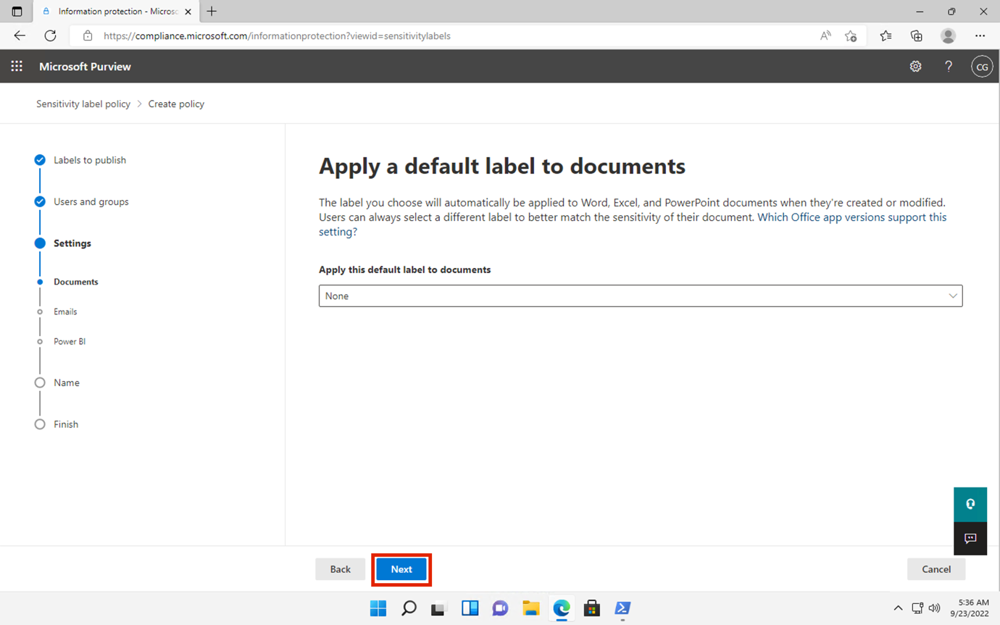 Information protection - Microsc
https://compliance.microsoft.com/informationprotection?viewid=sensitivitylabels
Microsoft Purview
CG
Sensitivity label policy > Create policy
Labels to publish
Users and groups
Settings
Documents
Emails
Power BI
Name
Finish
Apply a default label to documents
The label you choose will automatically be applied to Word, Excel, and PowerPoint documents when they're created or modified.
Users can always select a different label to better match the sensitivity of their document. Which Office app versions support this
setting?
Apply this default label to documents
None
Back
Next
Cancel
5:36 AM
9/23/2022